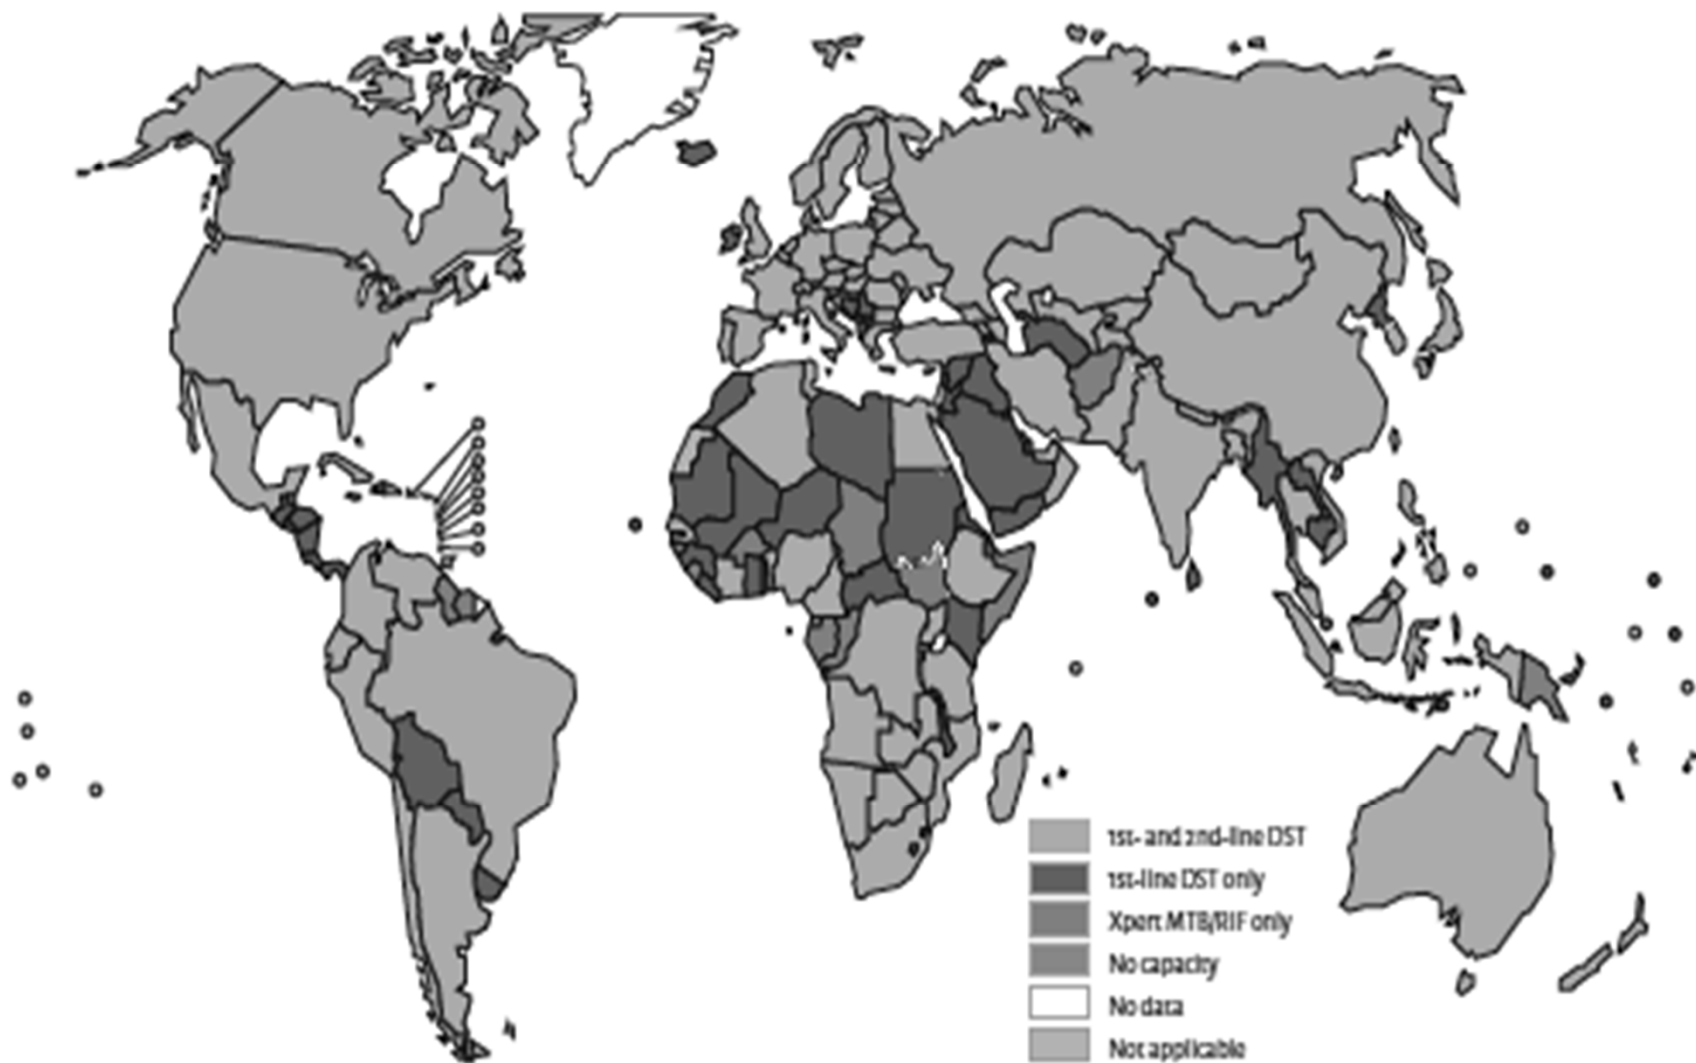 1st- and 2nd-line DST
1st-line DST only
Xpert MTB/RIF only
No capacity
No data
Not applicable